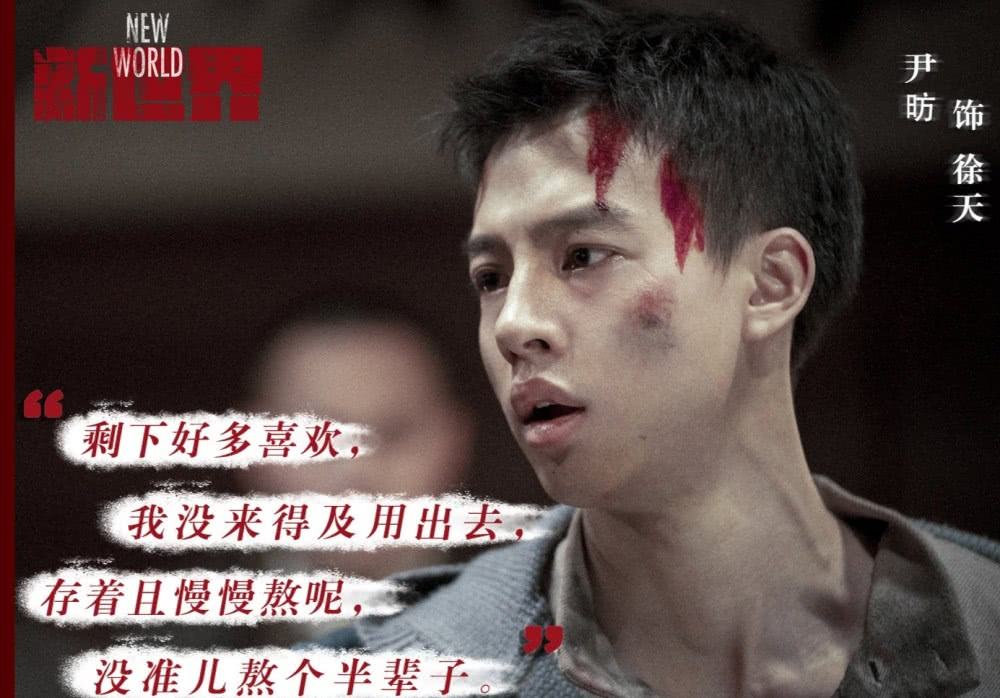 NEW
WORLD
新世界
尹昉
饰
徐天
“剩下好多喜欢，
我没来得及用出去，
存着且慢慢熬呢，
没准儿熬个半辈子。”